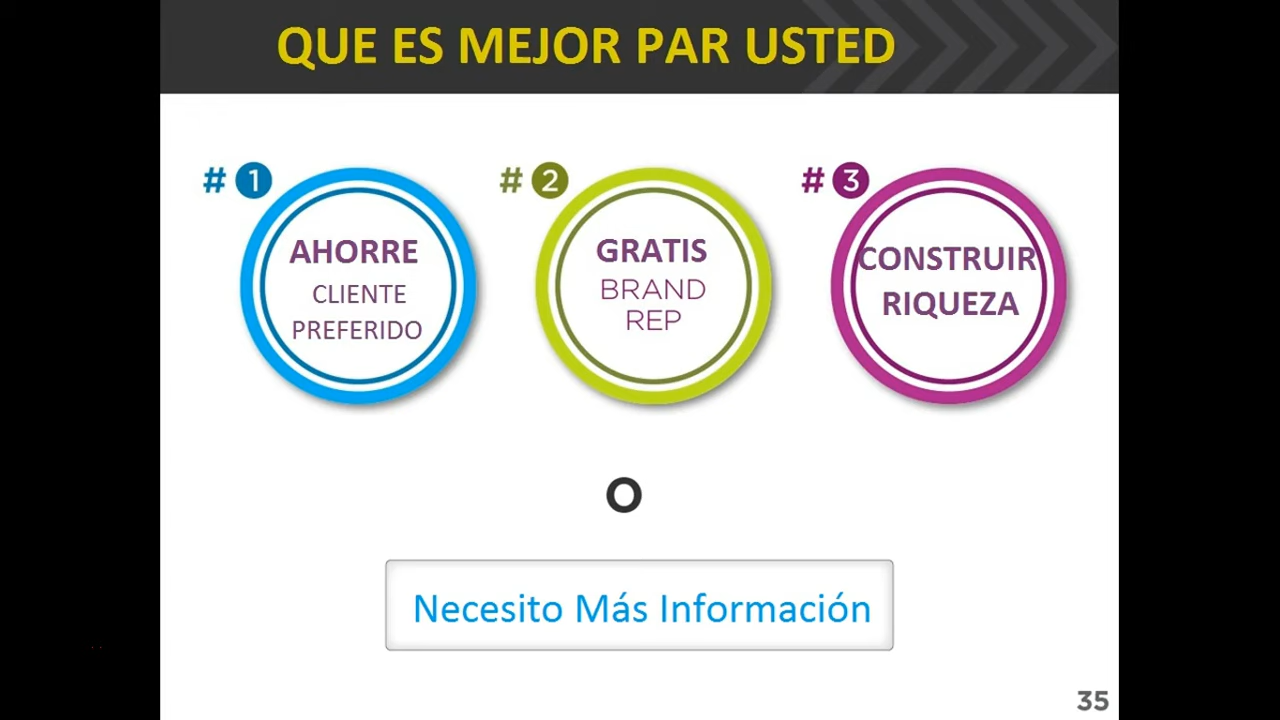 QUE ES MEJOR PAR USTED
# 1
AHORRE
CLIENTE
PREFERIDO
# 2
GRATIS
BRAND
REP
# 3
CONSTRUIR
RIQUEZA
O
Necesito Más Información
35